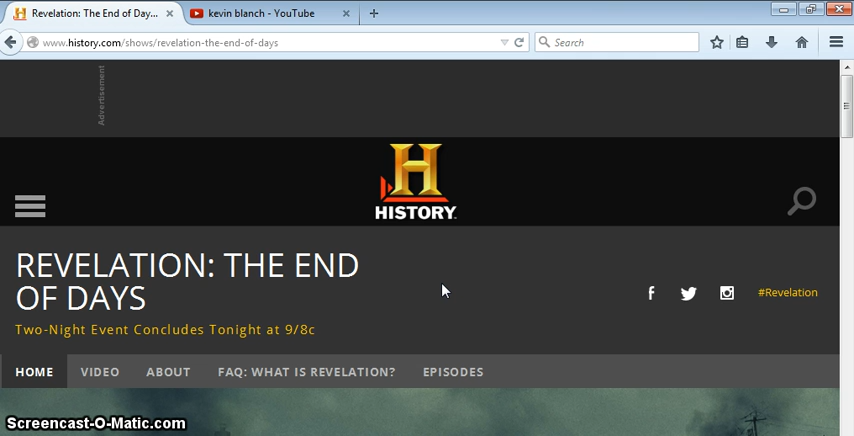 Revelation: The End of Day...
kevin blanch - YouTube
www.history.com/shows/revelation-the-end-of-days
Search
Advertisement
H
HISTORY
REVELATION: THE END
OF DAYS
Two-Night Event Concludes Tonight at 9/8c
#Revelation
HOME VIDEO ABOUT FAQ: WHAT IS REVELATION? EPISODES
Screencast-O-Matic.com